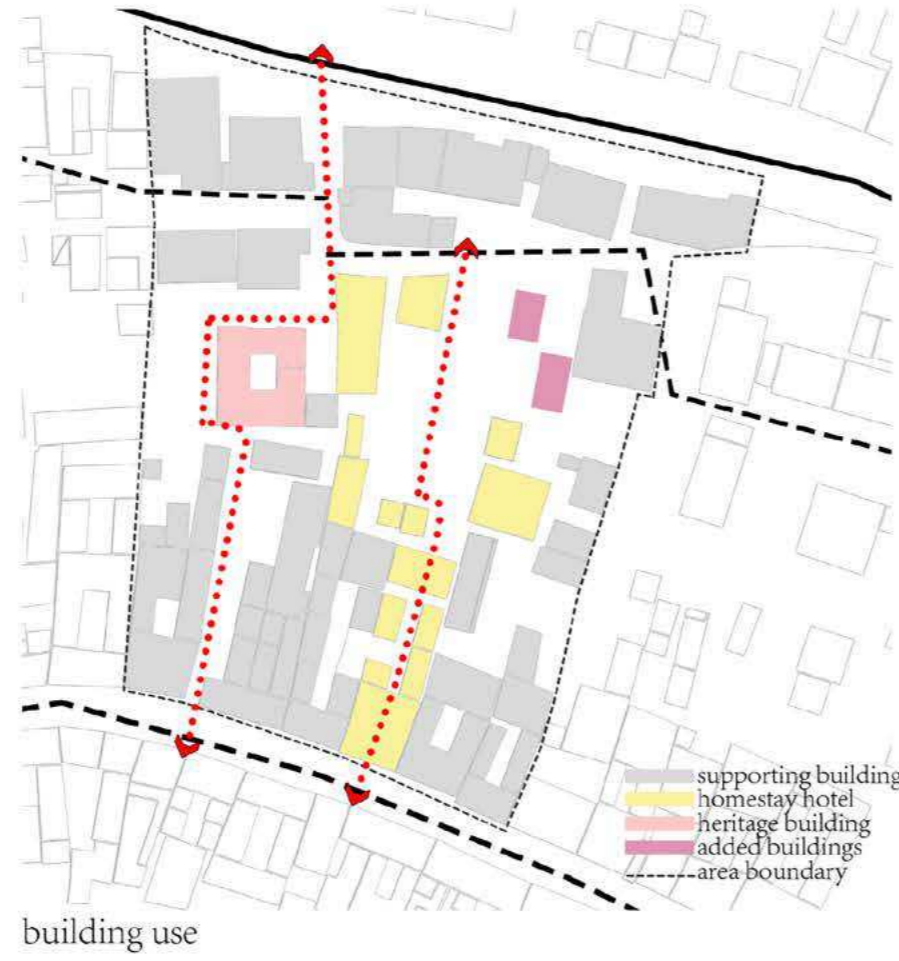 supporting building
homestay hotel
heritage building
added buildings
area boundary
building use